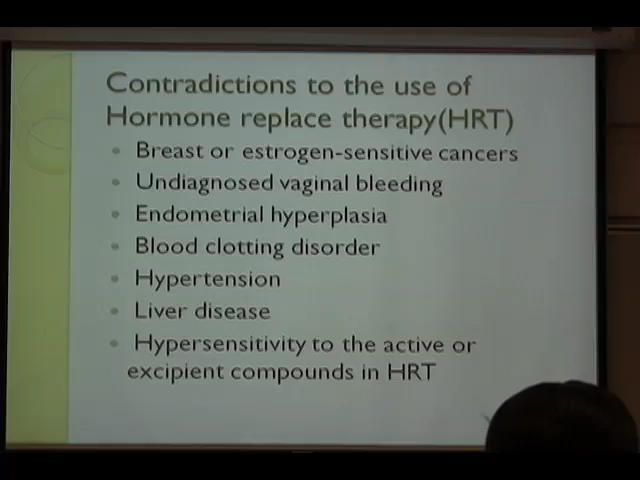 Contradictions to the use of
Hormone replace therapy(HRT)
Breast or estrogen-sensitive cancers
Undiagnosed vaginal bleeding
Endometrial hyperplasia
Blood clotting disorder
Hypertension
Liver disease
Hypersensitivity to the active or
excipient compounds in HRT